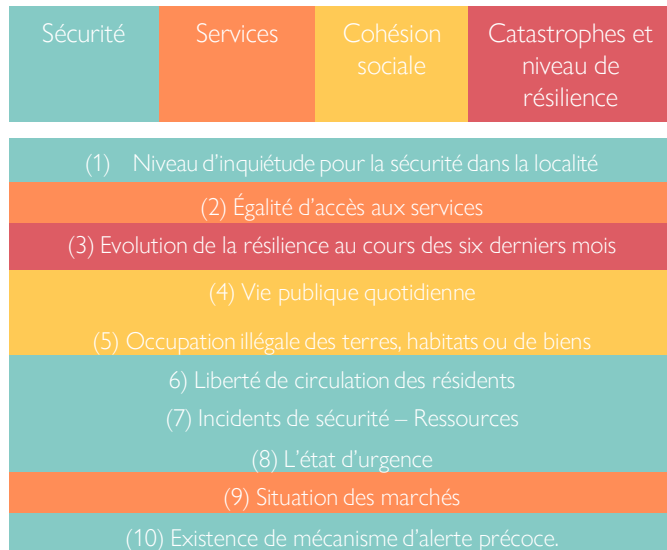 Sécurité
Services
Cohésion
sociale
Catastrophes et
niveau de
résilience
(1) Niveau d'inquiétude pour la sécurité dans la localité
(2) Égalité d'accès aux services
(3) Evolution de la résilience au cours des six derniers mois
(4) Vie publique quotidienne
(5) Occupation illégale des terres, habitats ou de biens
6) Liberté de circulation des résidents
(7) Incidents de sécurité – Ressources
(8) L'état d'urgence
(9) Situation des marchés
(10) Existence de mécanisme d'alerte précoce.